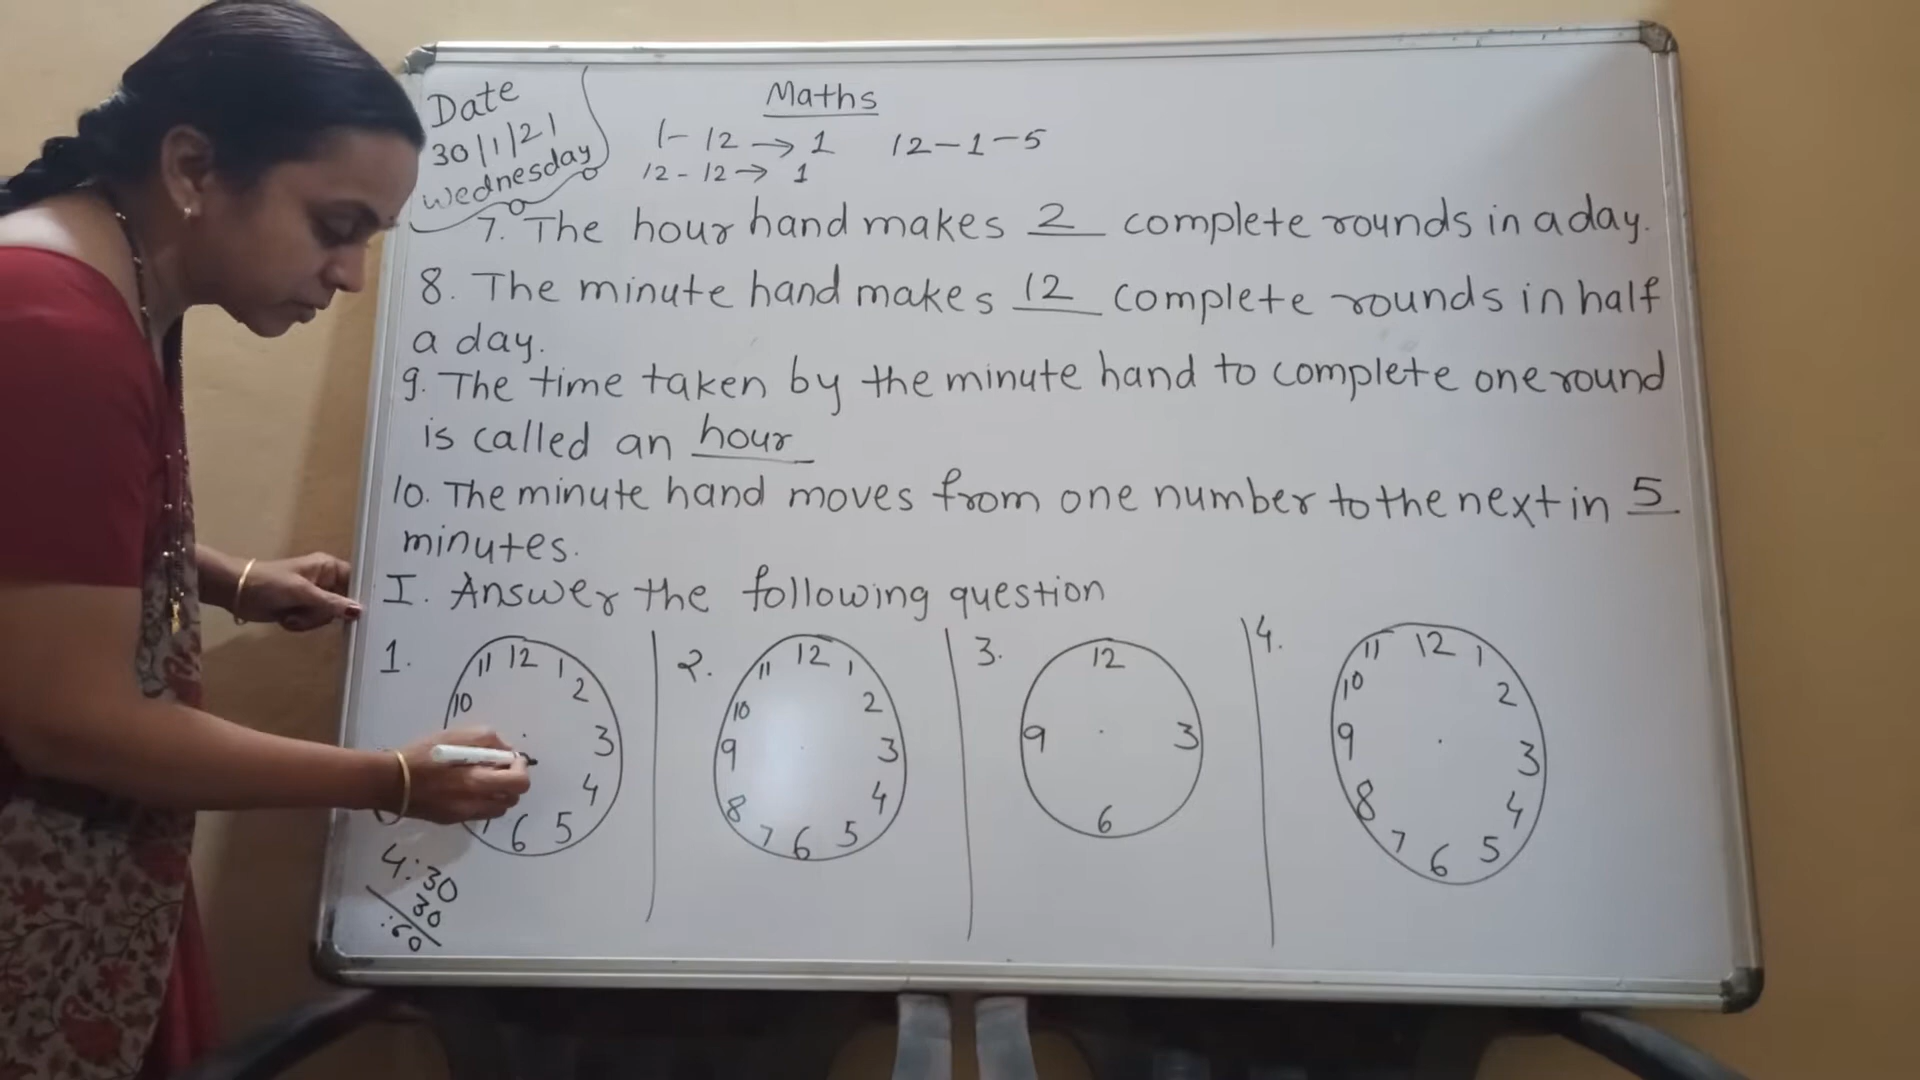 Date
30/1/21
Wednesday
Maths
1 - 12 → 1
12 - 1 - 5
12 - 12 → 1
7. The hour hand makes 2 complete rounds in a day.
8. The minute hand makes 12 complete rounds in half
a day.
9. The time taken by the minute hand to complete one round
is called an hour
10. The minute hand moves from one number to the next in 5
minutes.
I. Answer the following question
1.
11 12 1
10 2
3
4
7 6 5
4:30
30
:60
2.
11 12 1
10 2
9 3
8 4
7 6 5
3.
12
9 3
6
4.
11 12 1
10 2
9 3
8 4
7 6 5